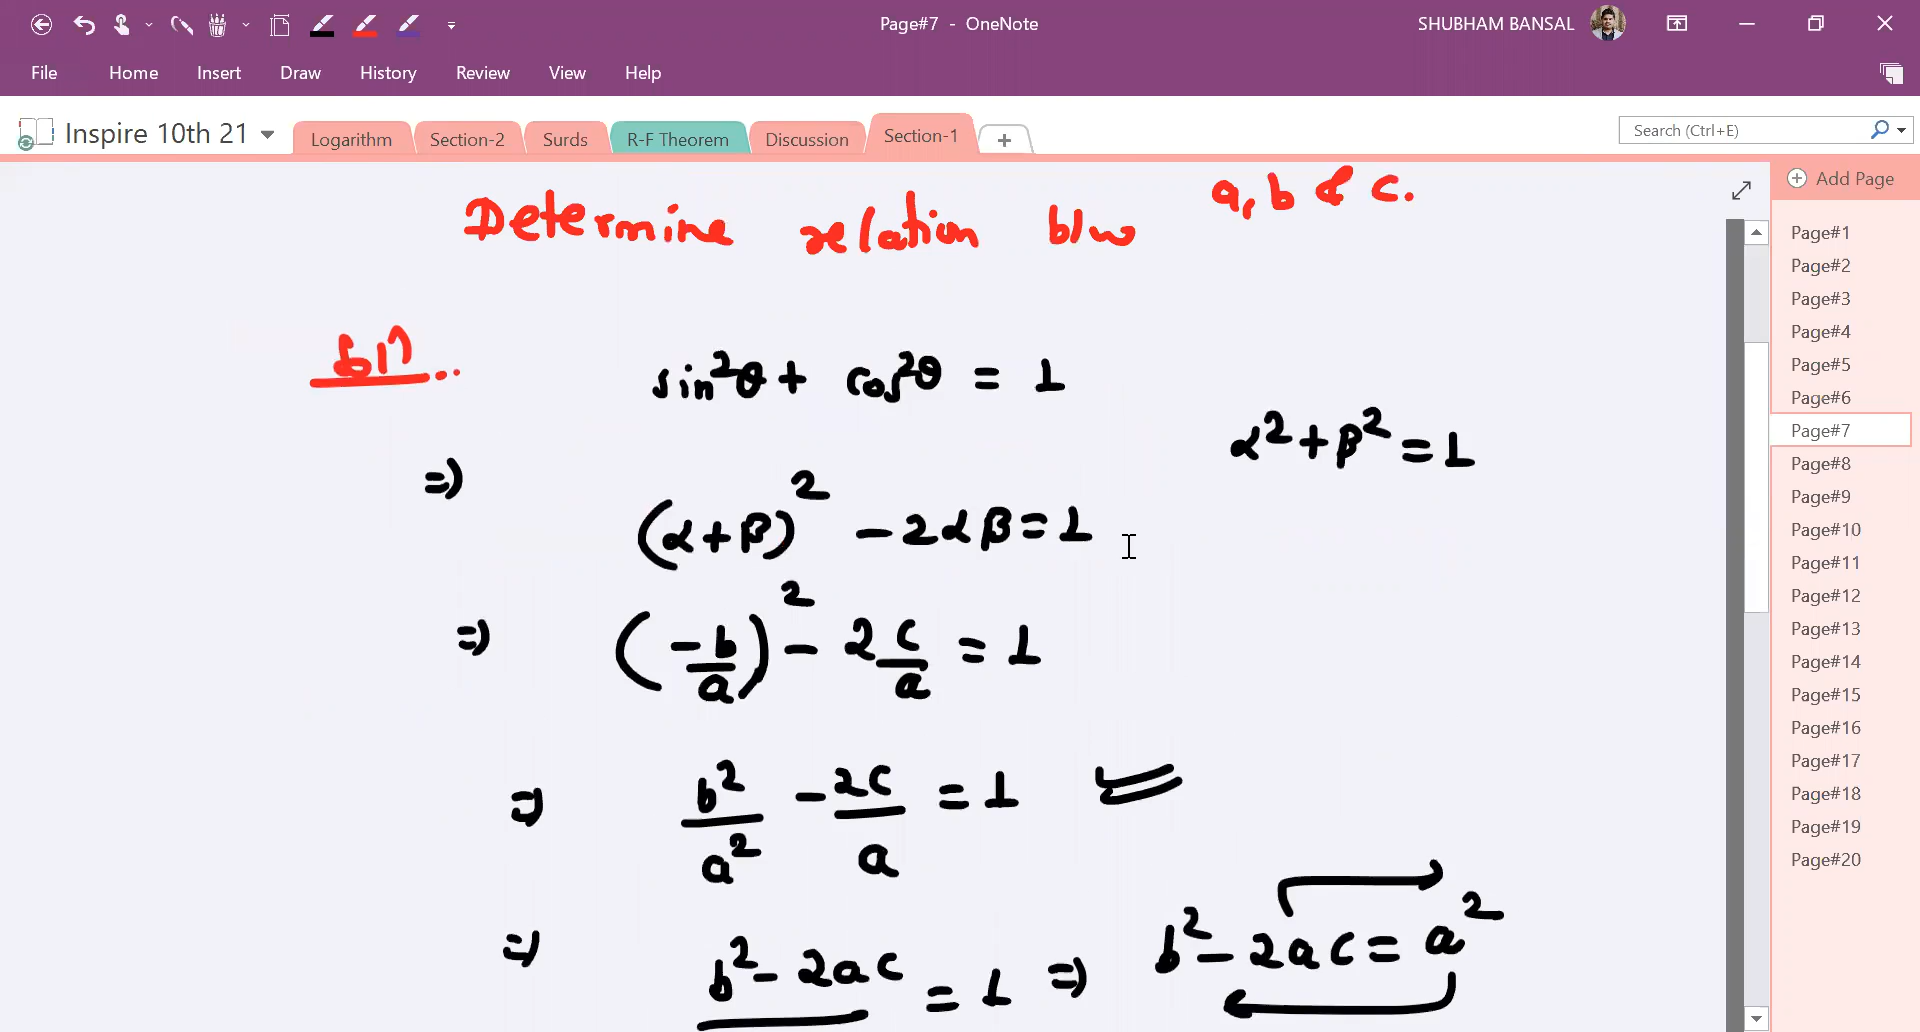 Page#7 - OneNote
SHUBHAM BANSAL
File Home Insert Draw History Review View Help
Inspire 10th 21
Logarithm Section-2 Surds R-F Theorem Discussion Section-1
Search (Ctrl+E)
Add Page
Determine relation b/w a, b & c.
Sol^n..
sin²θ + cos²θ = 1
α² + β² = 1
=) (α+β)² - 2αβ = 1
=) (-b/a)² - 2c/a = 1
=) b²/a² - 2c/a = 1
=) b² - 2ac = 1 =) b² - 2ac = a²
Page#1
Page#2
Page#3
Page#4
Page#5
Page#6
Page#7
Page#8
Page#9
Page#10
Page#11
Page#12
Page#13
Page#14
Page#15
Page#16
Page#17
Page#18
Page#19
Page#20